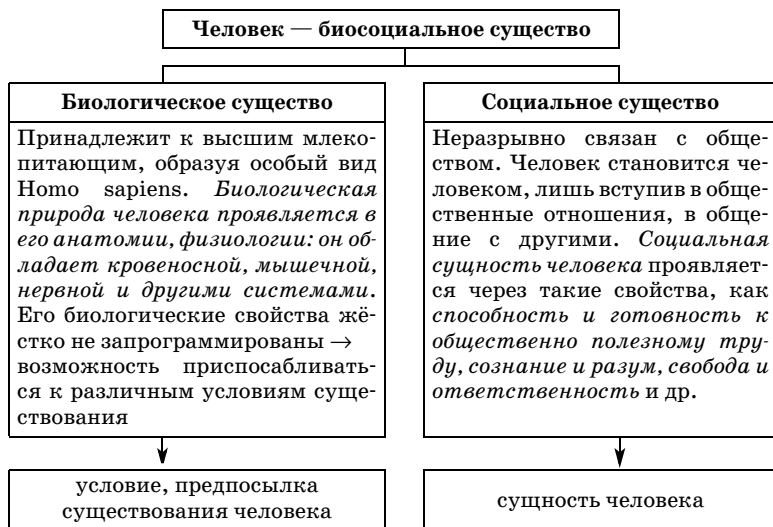 Человек — биосоциальное существо
Биологическое существо
Принадлежит к высшим млеко-
питающим, образуя особый вид
Homo sapiens. Биологическая
природа человека проявляется в
его анатомии, физиологии: он об-
ладает кровеносной, мышечной,
нервной и другими системами.
Его биологические свойства жё-
стко не запрограммированы →
возможность приспосабливать-
ся к различным условиям суще-
ствования
условие, предпосылка
существования человека
Социальное существо
Неразрывно связан с обще-
ством. Человек становится че-
ловеком, лишь вступив в обще-
ственные отношения, в обще-
ние с другими. Социальная
сущность человека проявляет-
ся через такие свойства, как
способность и готовность к
общественно полезному тру-
ду, сознание и разум, свобода и
ответственность и др.
сущность человека